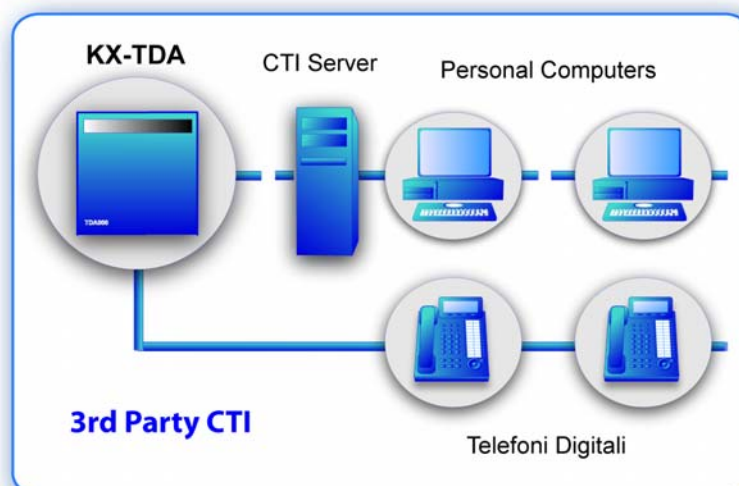 KX-TDA
CTI Server
Personal Computers
3rd Party CTI
Telefoni Digitali